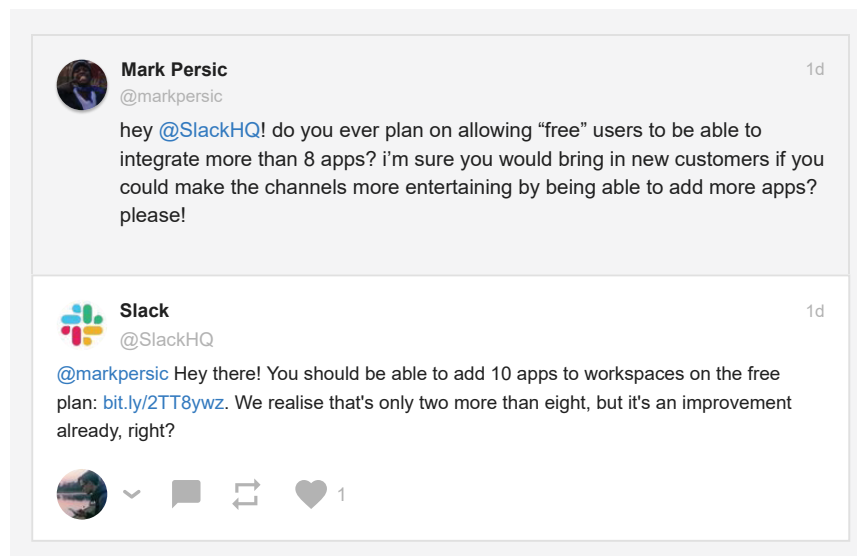 Mark Persic
1d
@markpersic
hey @SlackHQ! do you ever plan on allowing “free” users to be able to
integrate more than 8 apps? i’m sure you would bring in new customers if you
could make the channels more entertaining by being able to add more apps?
please!
Slack
1d
@SlackHQ
@markpersic Hey there! You should be able to add 10 apps to workspaces on the free
plan: bit.ly/2TT8ywz. We realise that's only two more than eight, but it's an improvement
already, right?
1